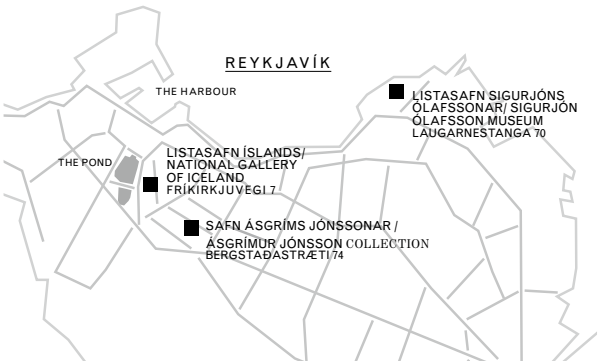 REYKJAVÍK
THE HARBOUR
LISTASAFN SIGURJÓNS
ÓLAFSSONAR/ SIGURJÓN
ÓLAFSSON MUSEUM
LAUGARNESTANGA 70
THE POND
LISTASAFN ÍSLANDS/
NATIONAL GALLERY
OF ICELAND
FRÍKIRKJUVEGI 7
SAFN ÁSGRÍMS JÓNSSONAR /
ÁSGRÍMUR JÓNSSON COLLECTION
BERGSTAÐASTRÆTI 74